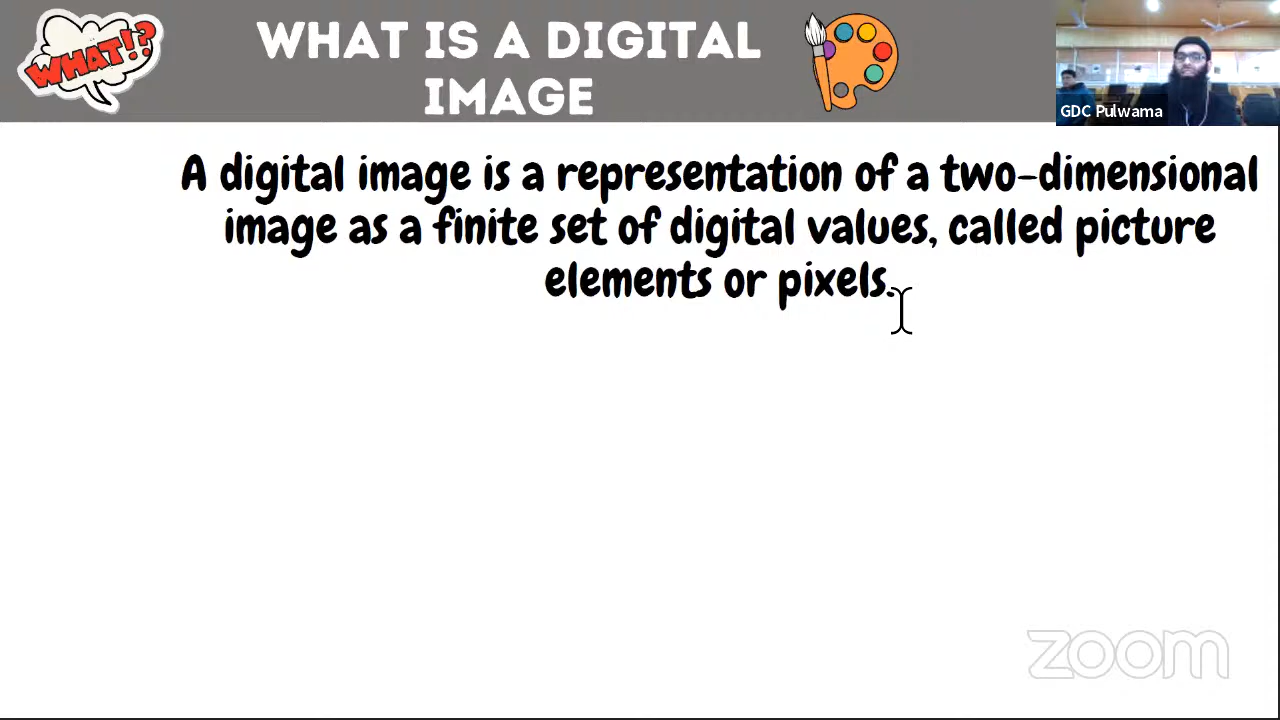 WHAT!?
WHAT IS A DIGITAL
IMAGE
GDC Pulwama
A digital image is a representation of a two-dimensional
image as a finite set of digital values, called picture
elements or pixels.
zoom